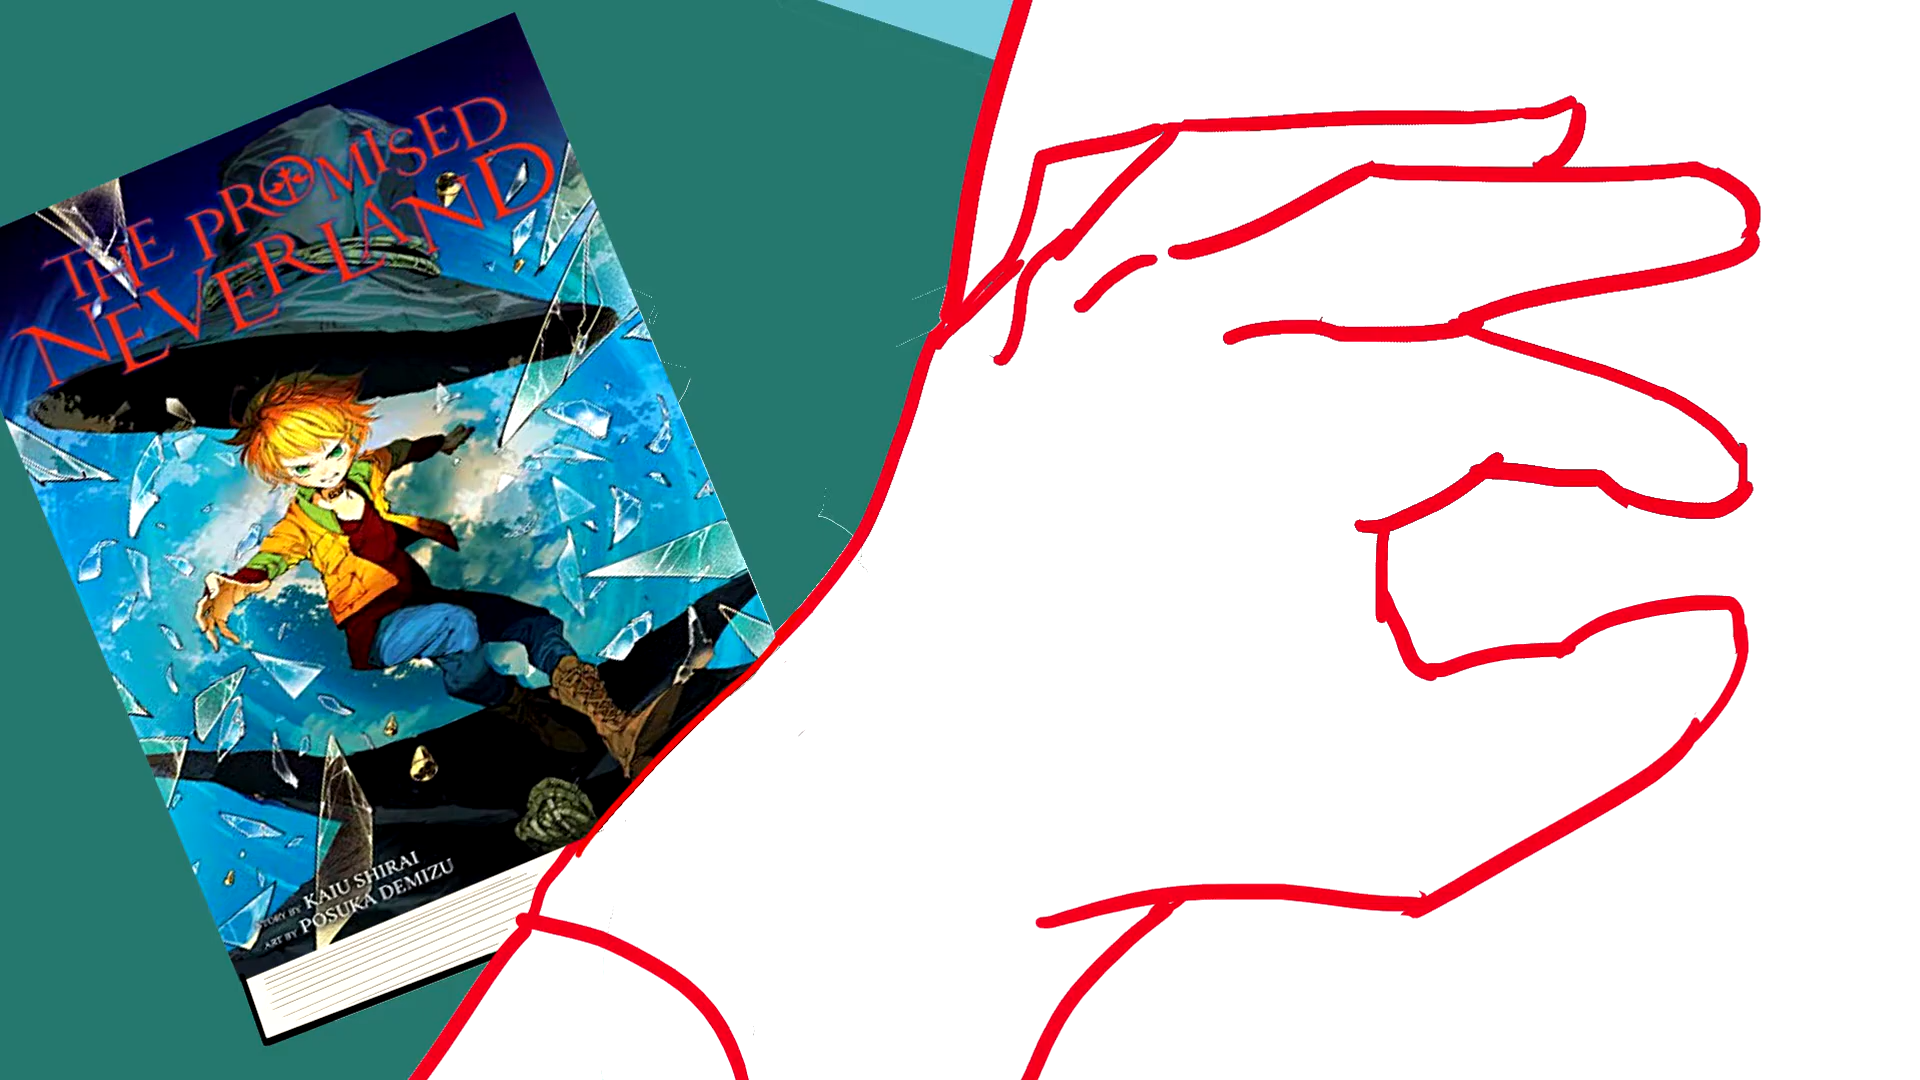 THE PROMISED
NEVERLAND
STORY BY KAIU SHIRAI
ART BY POSUKA DEMIZU